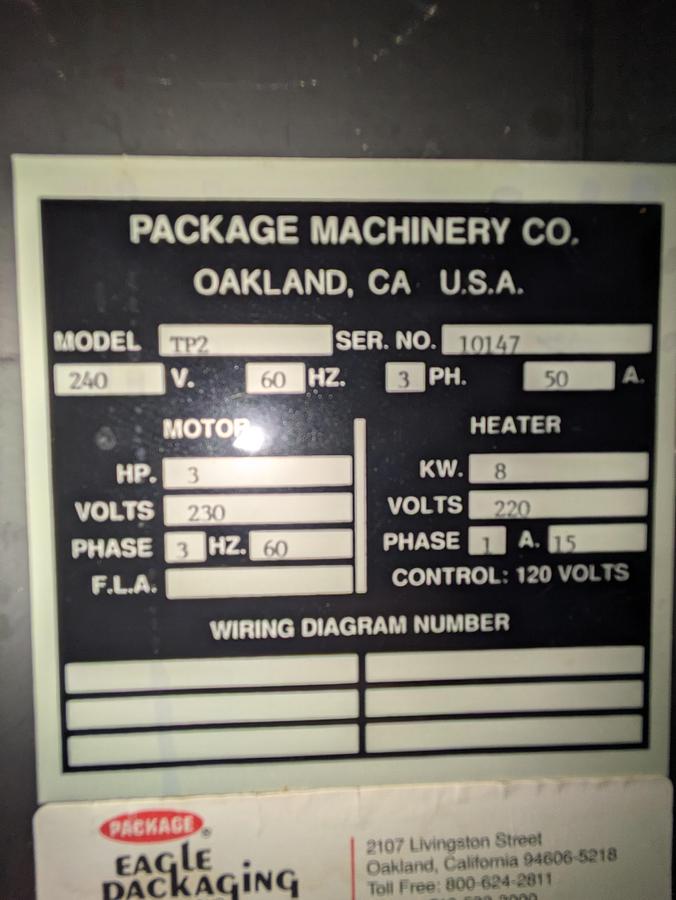 PACKAGE MACHINERY CO.
OAKLAND, CA U.S.A.
MODEL TP2 SER. NO. 10147
240 V. 60 HZ. 3 PH. 50 A.
MOTOR HEATER
HP. 3 KW. 8
VOLTS 230 VOLTS 220
PHASE 3 HZ. 60 PHASE 1 A. 15
F.L.A. CONTROL: 120 VOLTS
WIRING DIAGRAM NUMBER
PACKAGE ®
EAGLE
PACKAGING
2107 Livingston Street
Oakland, California 94606-5218
Toll Free: 800-624-2811